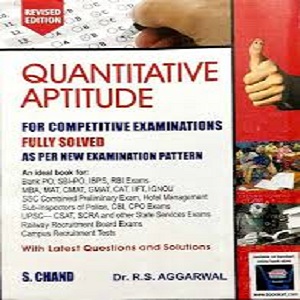 REVISED
EDITION
QUANTITATIVE
APTITUDE
FOR COMPETITIVE EXAMINATIONS
FULLY SOLVED
AS PER NEW EXAMINATION PATTERN
An ideal book for:
Bank PO, SBI-PO, IBPS, RBI Exams
MBA, MAT, CMAT, GMAT, CAT, IIFT, IGNOU
SSC Combined Preliminary Exam, Hotel Management
Sub-Inspectors of Police, CBI, CPO Exams
UPSC— CSAT, SCRA and other State Services Exams
Railway Recruitment Board Exams
Campus Recruitment Tests
With Latest Questions and Solutions
S. CHAND
Dr. R.S. AGGARWAL